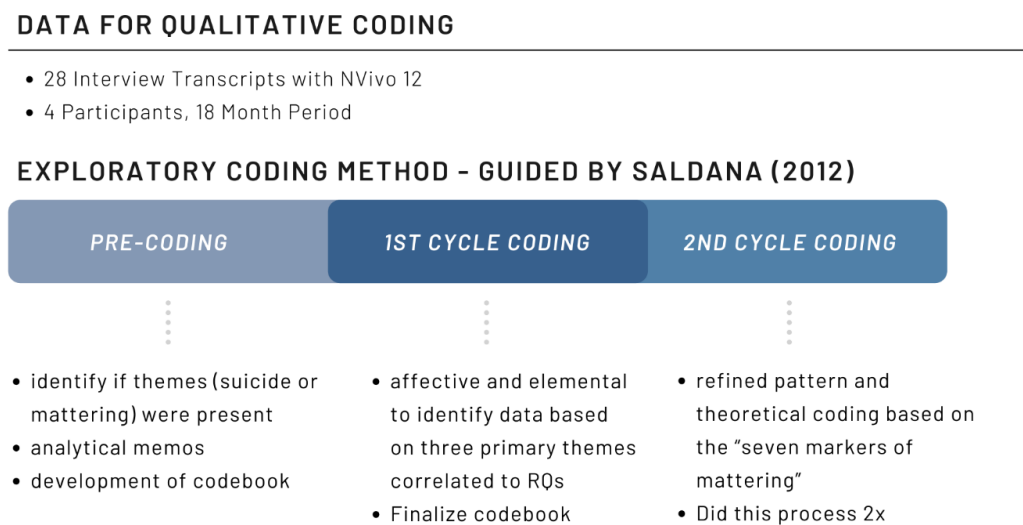 DATA FOR QUALITATIVE CODING
• 28 Interview Transcripts with NVivo 12
• 4 Participants, 18 Month Period
EXPLORATORY CODING METHOD - GUIDED BY SALDANA (2012)
PRE-CODING
1ST CYCLE CODING
2ND CYCLE CODING
• identify if themes (suicide or
mattering) were present
• analytical memos
• development of codebook
• affective and elemental
to identify data based
on three primary themes
correlated to RQs
• Finalize codebook
• refined pattern and
theoretical coding based on
the “seven markers of
mattering”
• Did this process 2x